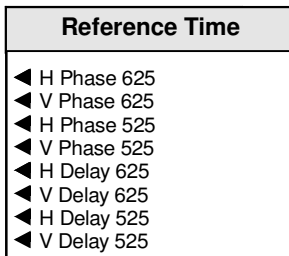 Reference Time
H Phase 625
V Phase 625
H Phase 525
V Phase 525
H Delay 625
V Delay 625
H Delay 525
V Delay 525